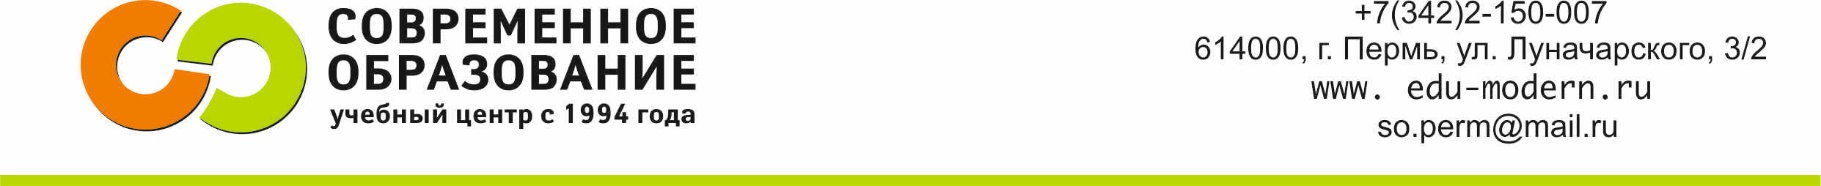 СОВРЕМЕННОЕ
ОБРАЗОВАНИЕ
учебный центр с 1994 года
+7(342)2-150-007
614000, г. Пермь, ул. Луначарского, 3/2
www. edu-modern.ru
so.perm@mail.ru